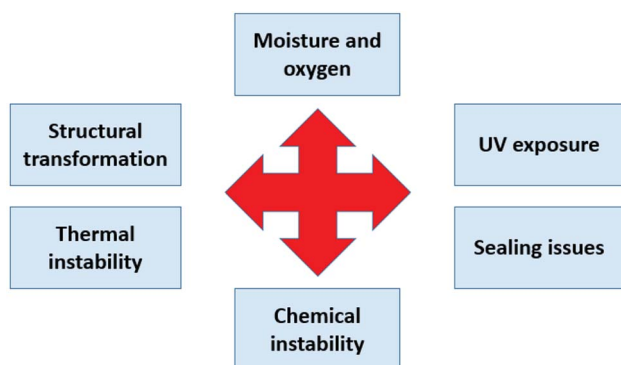 Moisture and
oxygen
Structural
transformation
UV exposure
Thermal
instability
Sealing issues
Chemical
instability